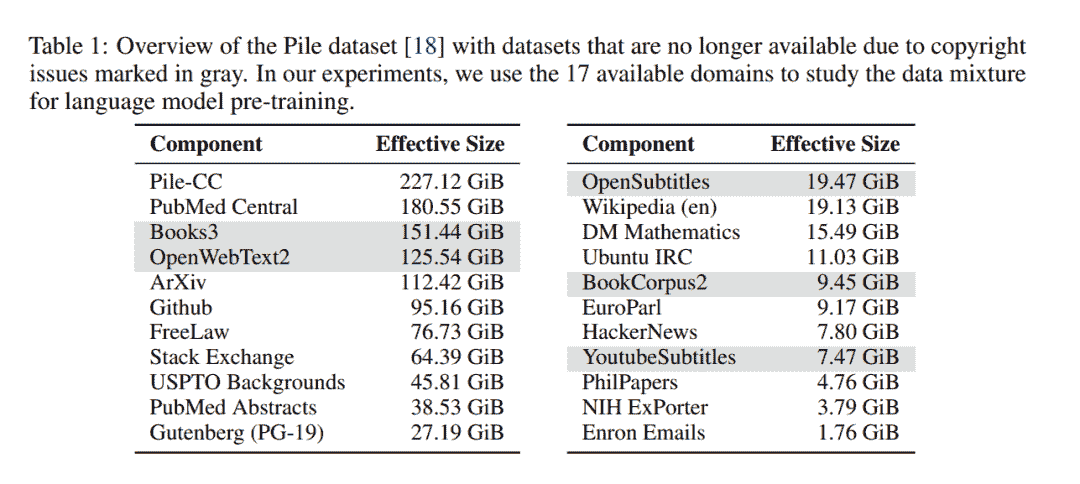 Table 1: Overview of the Pile dataset [18] with datasets that are no longer available due to copyright
issues marked in gray. In our experiments, we use the 17 available domains to study the data mixture
for language model pre-training.
Component Effective Size
Pile-CC 227.12 GiB
PubMed Central 180.55 GiB
Books3 151.44 GiB
OpenWebText2 125.54 GiB
ArXiv 112.42 GiB
Github 95.16 GiB
FreeLaw 76.73 GiB
Stack Exchange 64.39 GiB
USPTO Backgrounds 45.81 GiB
PubMed Abstracts 38.53 GiB
Gutenberg (PG-19) 27.19 GiB
Component Effective Size
OpenSubtitles 19.47 GiB
Wikipedia (en) 19.13 GiB
DM Mathematics 15.49 GiB
Ubuntu IRC 11.03 GiB
BookCorpus2 9.45 GiB
EuroParl 9.17 GiB
HackerNews 7.80 GiB
YoutubeSubtitles 7.47 GiB
PhilPapers 4.76 GiB
NIH ExPorter 3.79 GiB
Enron Emails 1.76 GiB